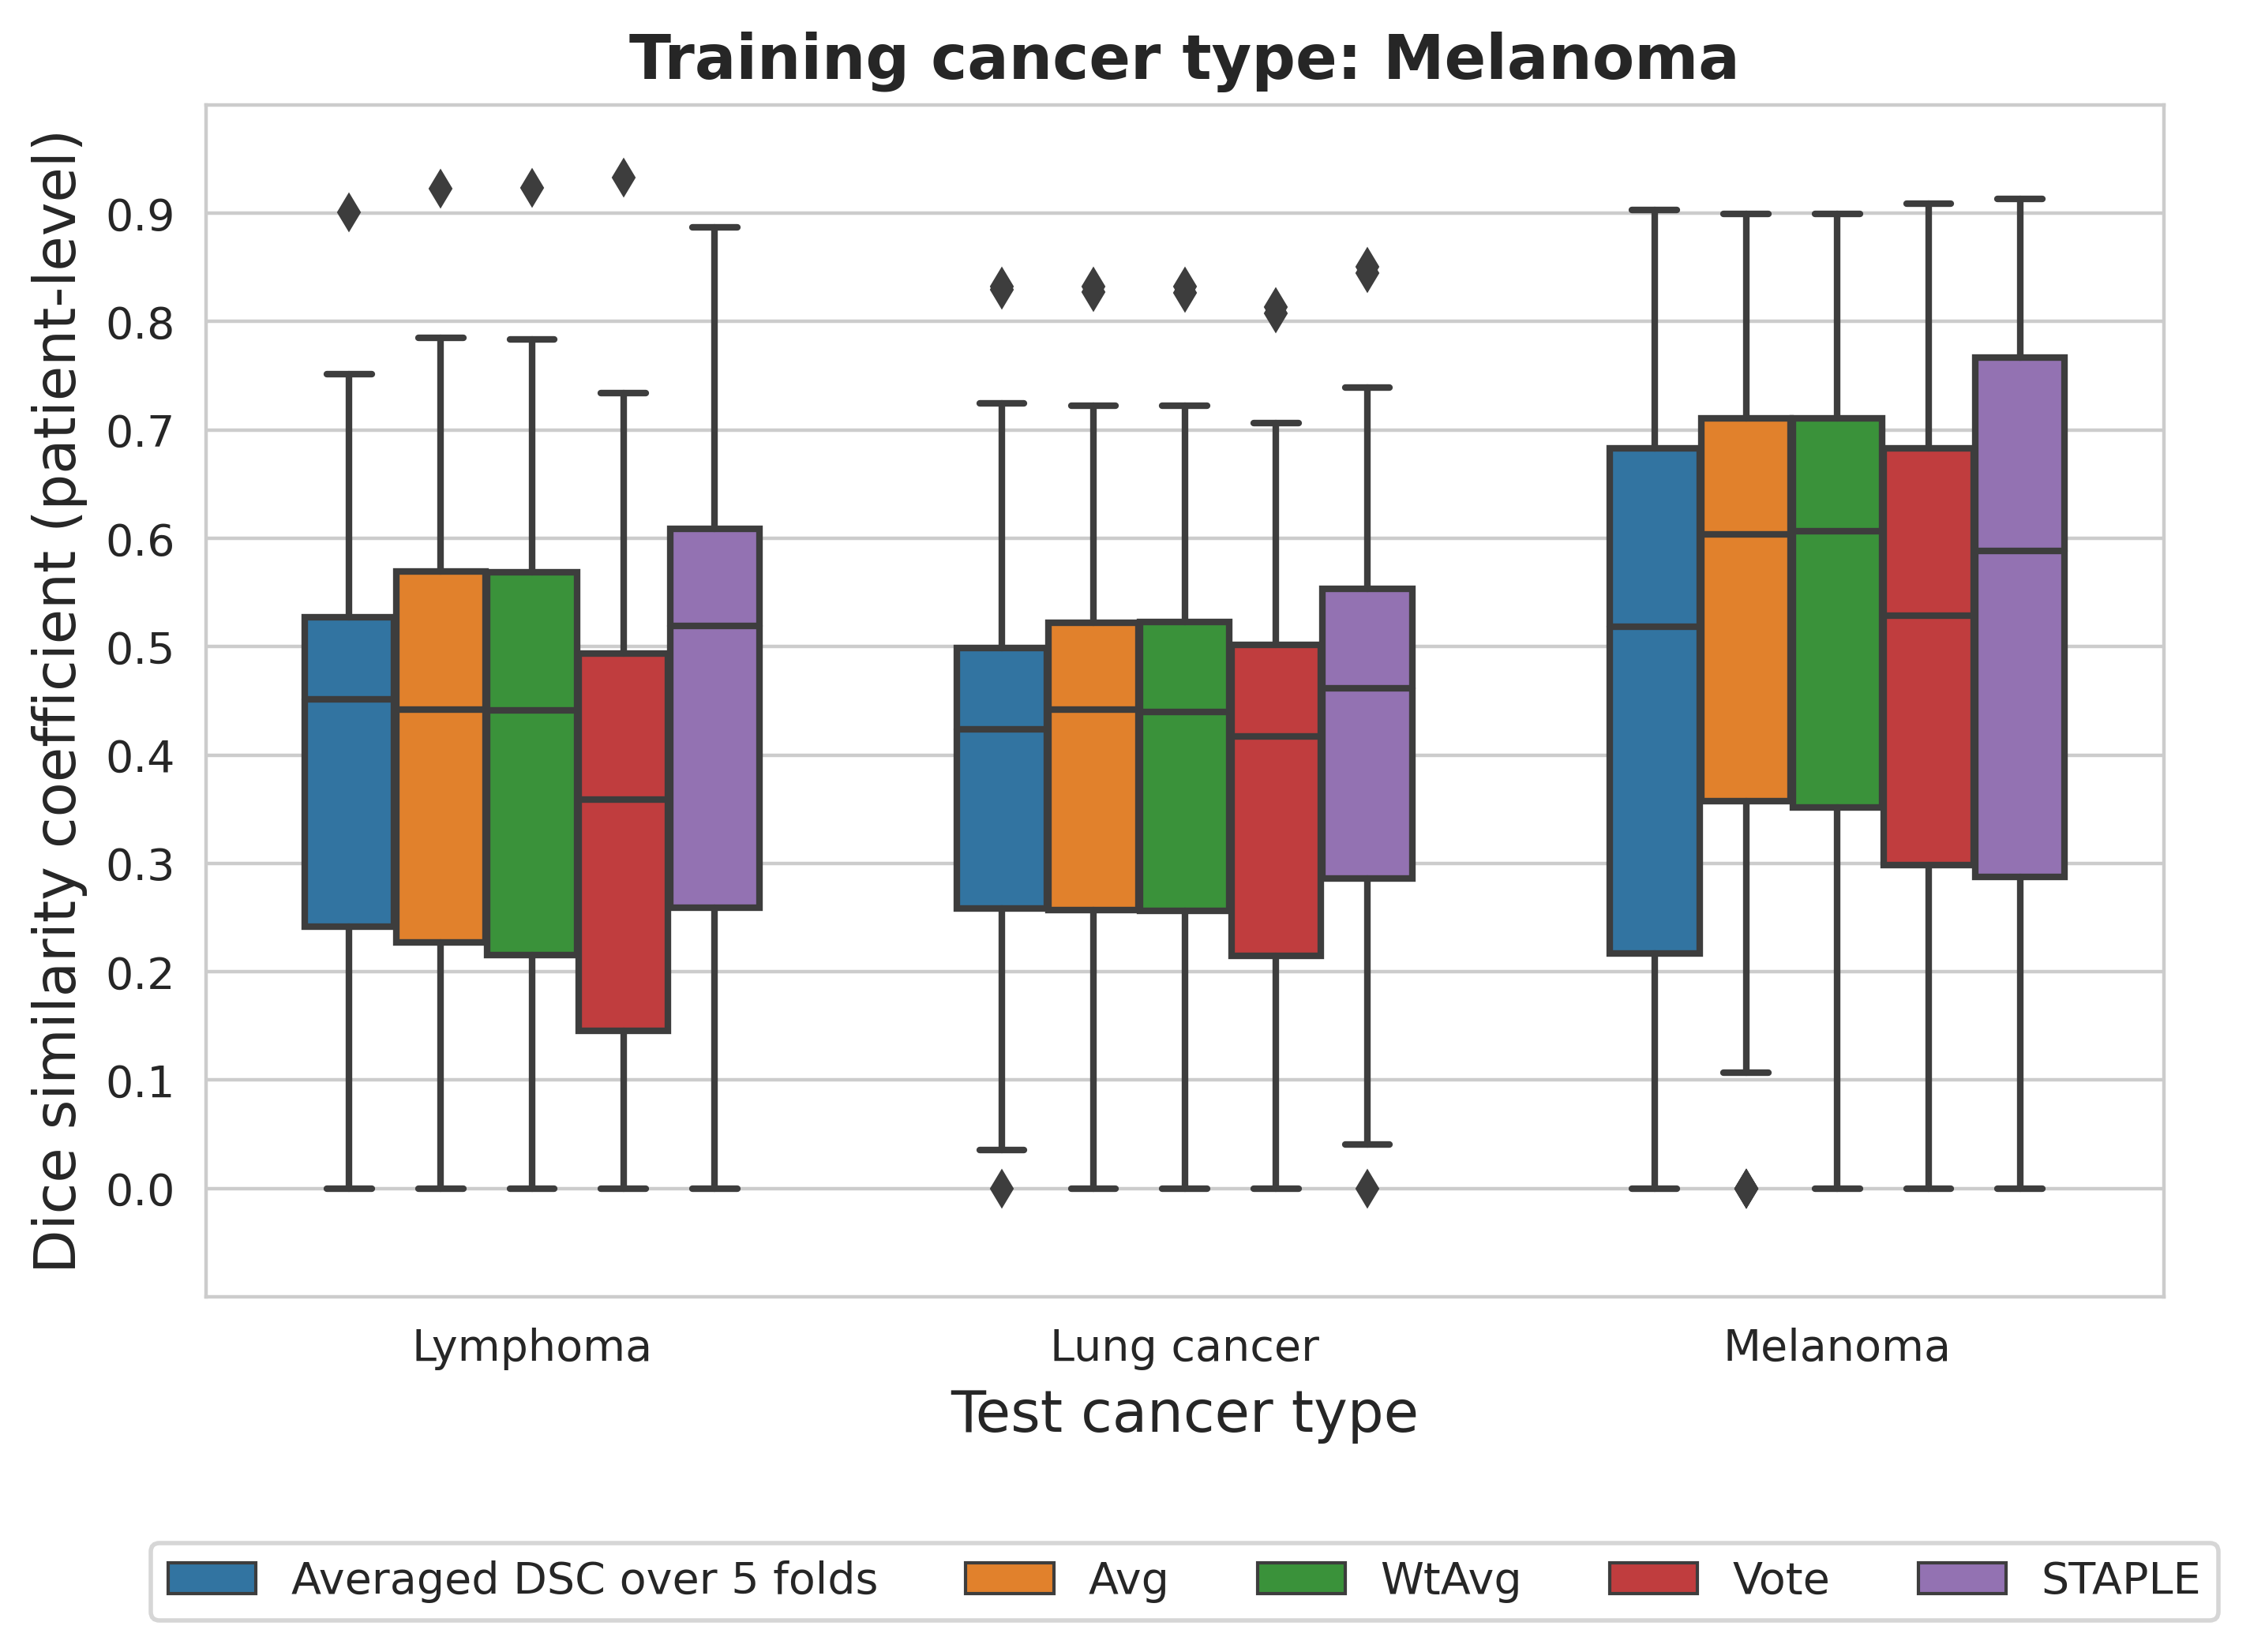 Training cancer type: Melanoma
Dice similarity coefficient (patient-level)
0.9
0.8
0.7
0.6
0.5
0.4
0.3
0.2
0.1
0.0
Lymphoma Lung cancer Melanoma
Test cancer type
Averaged DSC over 5 folds Avg WtAvg Vote STAPLE